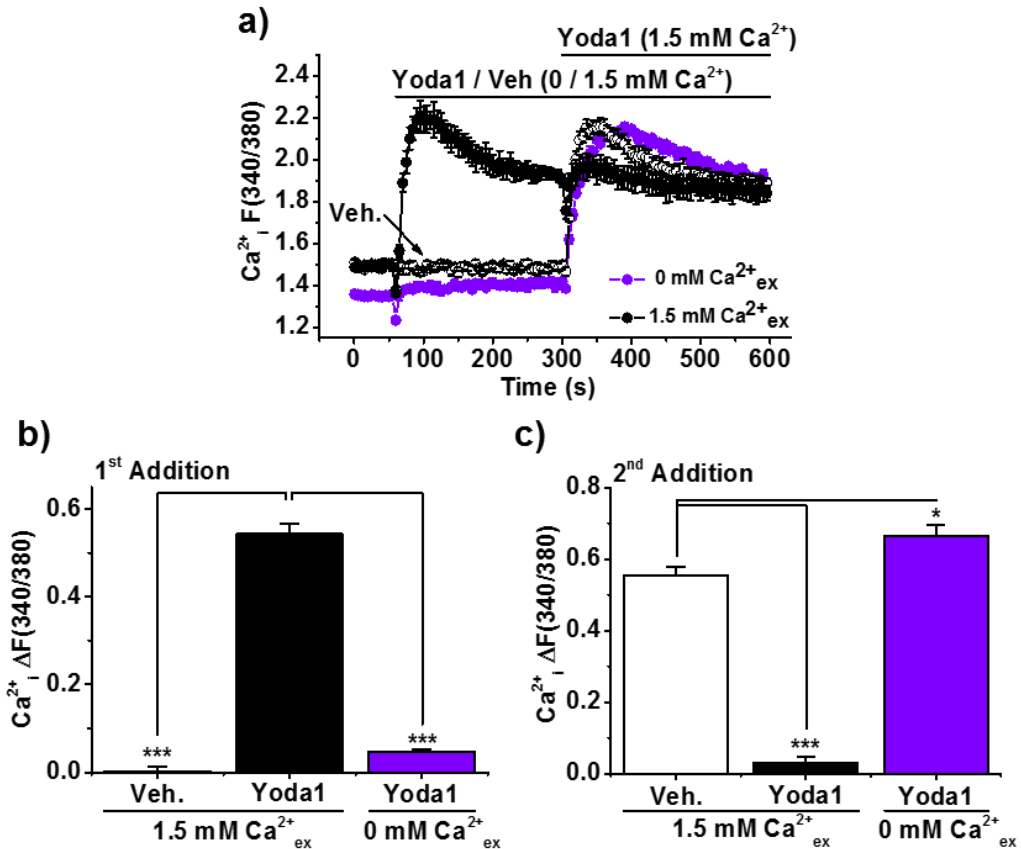 a)
Yoda1 (1.5 mM Ca²⁺)
Yoda1 / Veh (0 / 1.5 mM Ca²⁺)
Ca²⁺ᵢ F(340/380)
2.4
2.2
2.0
1.8
1.6
1.4
1.2
Veh.
0 mM Ca²⁺ex
1.5 mM Ca²⁺ex
0 100 200 300 400 500 600
Time (s)
b)
1st Addition
Ca²⁺ᵢ ΔF(340/380)
0.6
0.4
0.2
0.0
*** ***
Veh. Yoda1 Yoda1
1.5 mM Ca²⁺ex 0 mM Ca²⁺ex
c)
2nd Addition
Ca²⁺ᵢ ΔF(340/380)
0.8
0.6
0.4
0.2
0.0
*
***
Veh. Yoda1 Yoda1
1.5 mM Ca²⁺ex 0 mM Ca²⁺ex